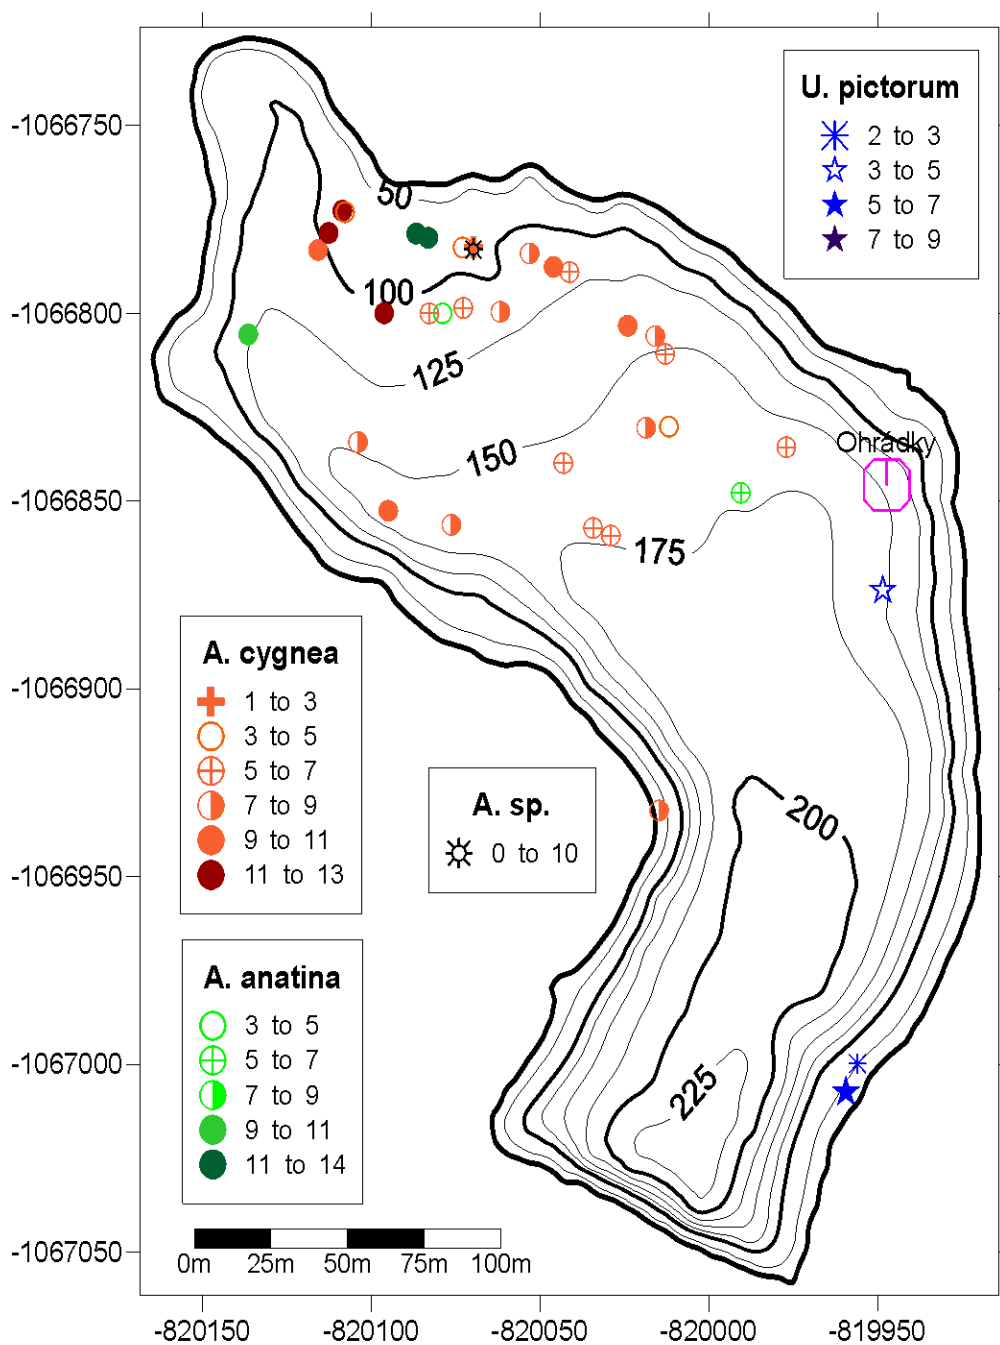 -1066750
-1066800
-1066850
-1066900
-1066950
-1067000
-1067050
U. pictorum
2 to 3
3 to 5
5 to 7
7 to 9
50
100
125
150
175
200
225
Ohrádky
A. cygnea
1 to 3
3 to 5
5 to 7
7 to 9
9 to 11
11 to 13
A. sp.
0 to 10
A. anatina
3 to 5
5 to 7
7 to 9
9 to 11
11 to 14
0m 25m 50m 75m 100m
-820150 -820100 -820050 -820000 -819950